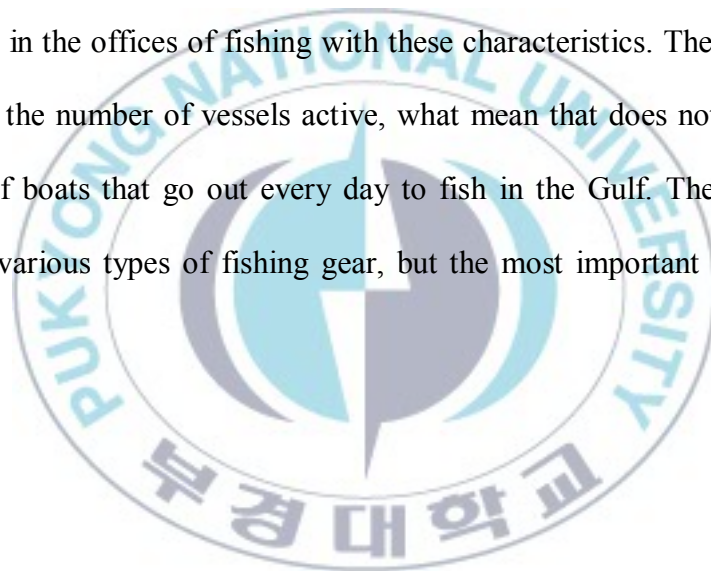 in the offices of fishing with these characteristics. The
the number of vessels active, what mean that does not
f boats that go out every day to fish in the Gulf. The
various types of fishing gear, but the most important
PUKYONG NATIONAL UNIVERSITY
부경대학교